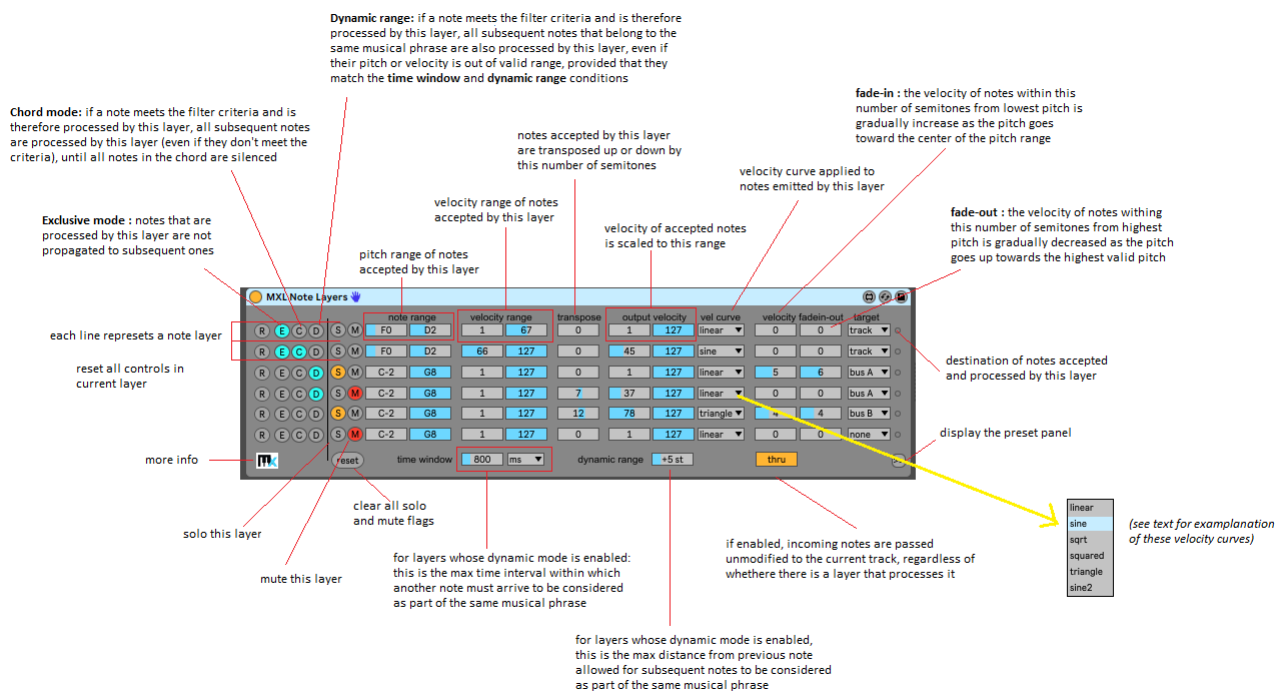 Dynamic range: if a note meets the filter criteria and is therefore
processed by this layer, all subsequent notes that belong to the
same musical phrase are also processed by this layer, even if
their pitch or velocity is out of valid range, provided that they
match the time window and dynamic range conditions
Chord mode: if a note meets the filter criteria and is
therefore processed by this layer, all subsequent notes
are processed by this layer (even if they don't meet the
criteria), until all notes in the chord are silenced
fade-in : the velocity of notes within this
number of semitones from lowest pitch is
gradually increase as the pitch goes
toward the center of the pitch range
notes accepted by this layer
are transposed up or down by
this number of semitones
velocity curve applied to
notes emitted by this layer
velocity range of notes
accepted by this layer
Exclusive mode : notes that are
processed by this layer are not
propagated to subsequent ones
fade-out : the velocity of notes withing
this number of semitones from highest
pitch is gradually decreased as the pitch
goes up towards the highest valid pitch
velocity of accepted notes
is scaled to this range
pitch range of notes
accepted by this layer
MXL Note Layers
note range velocity range transpose output velocity vel curve velocity fadein-out target
R E C D S M F0 D2 1 67 0 1 127 linear 0 0 track
R E C D S M F0 D2 66 127 0 45 127 sine 0 0 track
R E C D S M C-2 G8 1 127 0 1 127 linear 5 6 bus A
R E C D S M C-2 G8 1 127 7 37 127 linear 0 0 bus A
R E C D S M C-2 G8 1 127 12 78 127 triangle 4 4 bus B
R E C D S M C-2 G8 1 127 0 1 127 linear 0 0 none
reset time window 800 ms dynamic range +5 st thru
each line represets a note layer
reset all controls in
current layer
more info
destination of notes accepted
and processed by this layer
display the preset panel
solo this layer
clear all solo
and mute flags
mute this layer
for layers whose dynamic mode is enabled:
this is the max time interval within which
another note must arrive to be considered
as part of the same musical phrase
if enabled, incoming notes are passed
unmodified to the current track, regardless of
whethere there is a layer that processes it
linear
sine
sqrt
squared
triangle
sine2
(see text for examplanation
of these velocity curves)
for layers whose dynamic mode is enabled,
this is the max distance from previous note
allowed for subsequent notes to be considered
as part of the same musical phrase